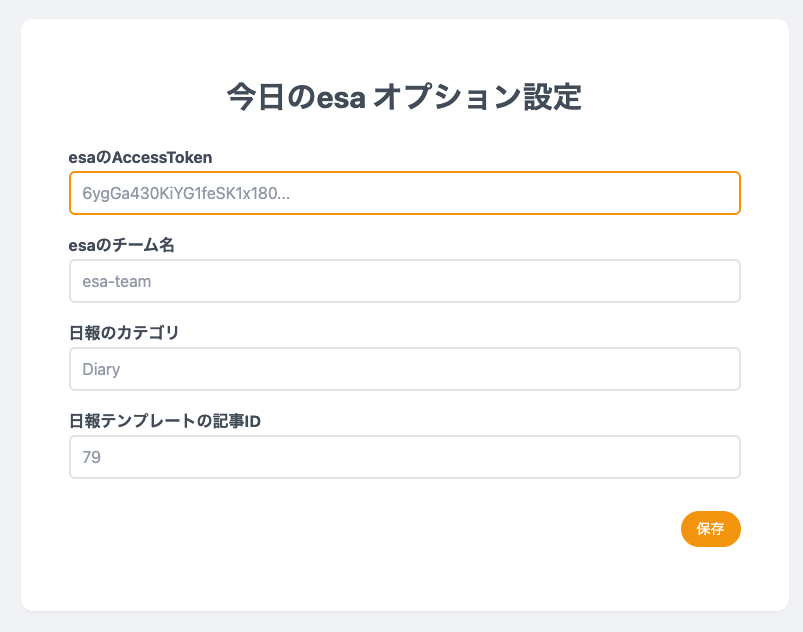 今日のesa オプション設定
esaのAccessToken
6ygGa430KiYG1feSK1x180...
esaのチーム名
esa-team
日報のカテゴリ
Diary
日報テンプレートの記事ID
79
保存